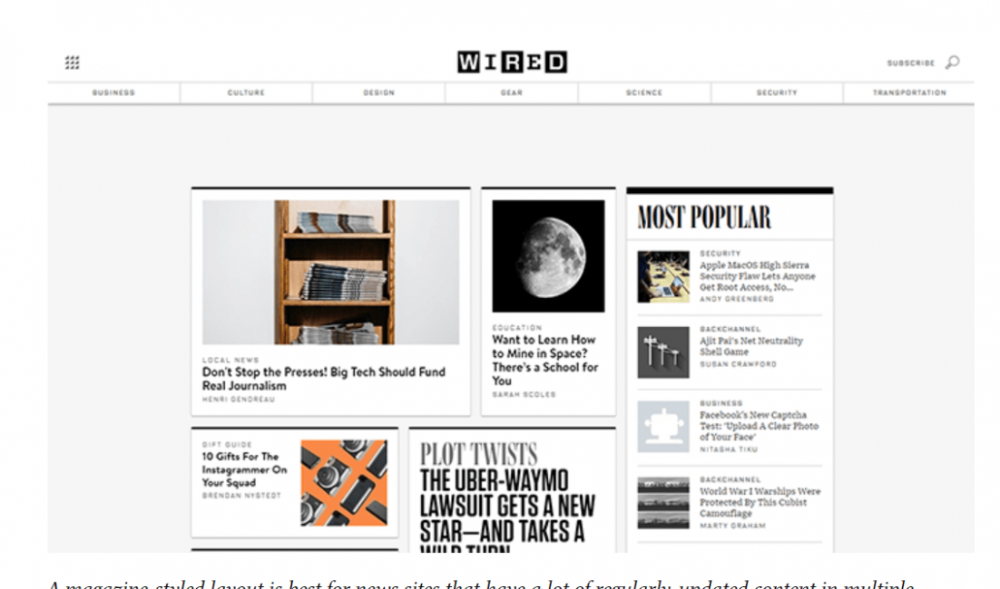 WIRED
SUBSCRIBE
BUSINESS
CULTURE
DESIGN
GEAR
SCIENCE
SECURITY
TRANSPORTATION
LOCAL NEWS
Don't Stop the Presses! Big Tech Should Fund
Real Journalism
HENRI GENDREAU
EDUCATION
Want to Learn How
to Mine in Space?
There's a School for
You
SARAH SCOLES
MOST POPULAR
SECURITY
Apple MacOS High Sierra
Security Flaw Lets Anyone
Get Root Access, No...
ANDY GREENBERG
BACKCHANNEL
Ajit Pai's Net Neutrality
Shell Game
SUSAN CRAWFORD
BUSINESS
Facebook's New Captcha
Test: 'Upload A Clear Photo
of Your Face'
NITASHA TIKU
BACKCHANNEL
World War I Warships Were
Protected By This Cubist
Camouflage
MARTY GRAHAM
GIFT GUIDE
10 Gifts For The
Instagrammer On
Your Squad
BRENDAN NYSTEDT
PLOT TWISTS
THE UBER-WAYMO
LAWSUIT GETS A NEW
STAR—AND TAKES A
WILD TURN
A magazine-styled layout is best for news sites that have a lot of regularly-updated content in multiple